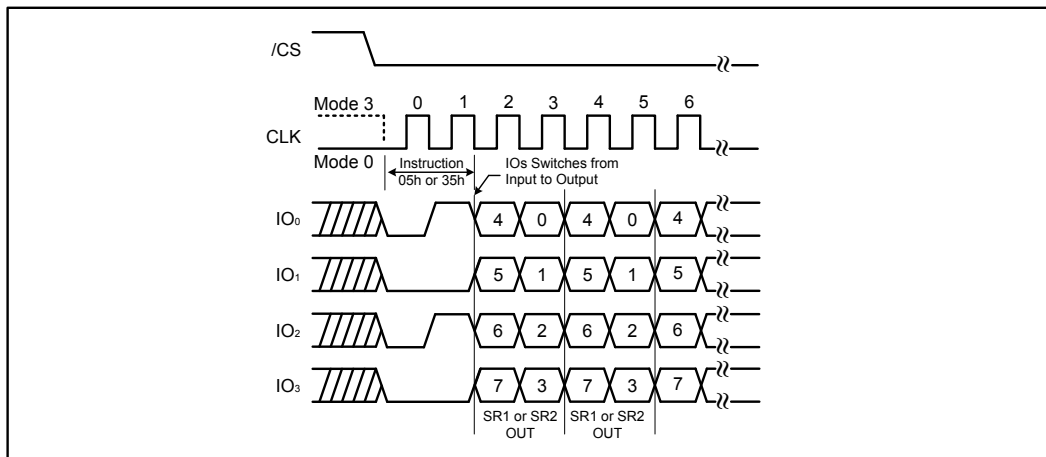 /CS
Mode 3 0 1 2 3 4 5 6
CLK
Mode 0
Instruction
05h or 35h
IOs Switches from
Input to Output
IO₀ 4 0 4 0 4
IO₁ 5 1 5 1 5
IO₂ 6 2 6 2 6
IO₃ 7 3 7 3 7
SR1 or SR2
OUT
SR1 or SR2
OUT